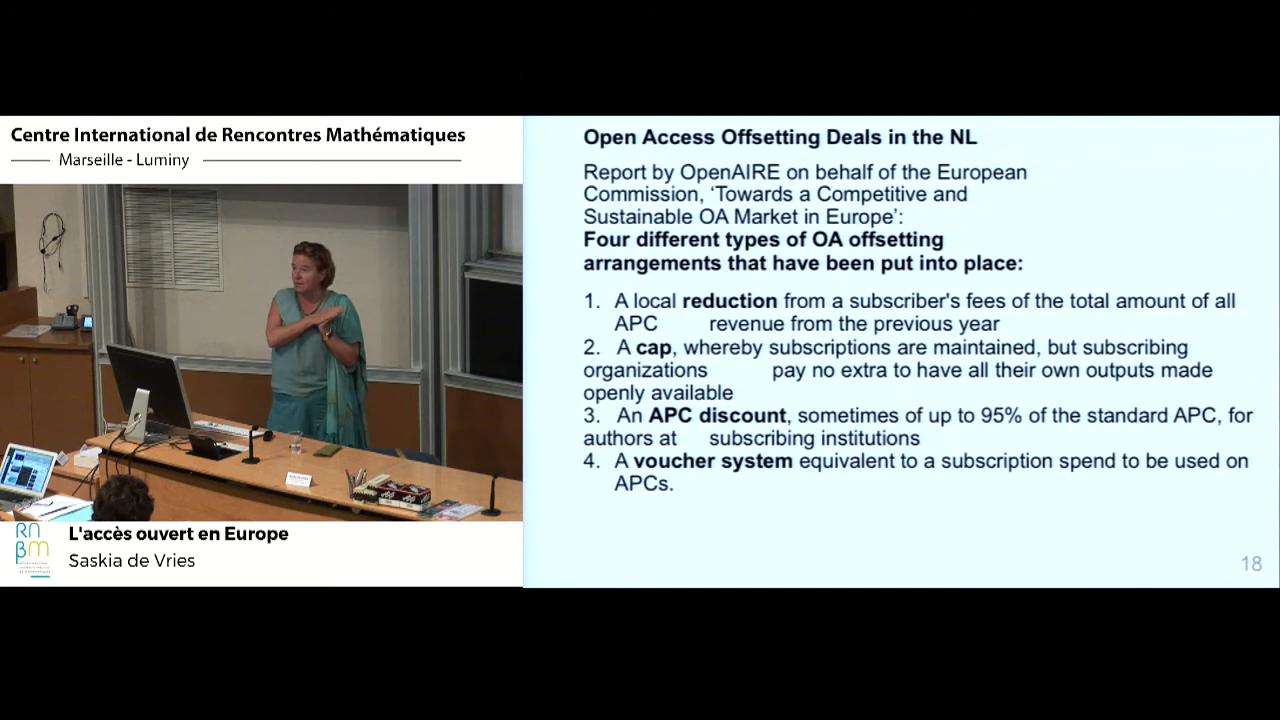 Centre International de Rencontres Mathématiques
Marseille - Luminy
RN
βm
L'accès ouvert en Europe
Saskia de Vries
Open Access Offsetting Deals in the NL
Report by OpenAIRE on behalf of the European
Commission, ‘Towards a Competitive and
Sustainable OA Market in Europe’:
Four different types of OA offsetting
arrangements that have been put into place:
1. A local reduction from a subscriber's fees of the total amount of all
APC revenue from the previous year
2. A cap, whereby subscriptions are maintained, but subscribing
organizations pay no extra to have all their own outputs made
openly available
3. An APC discount, sometimes of up to 95% of the standard APC, for
authors at subscribing institutions
4. A voucher system equivalent to a subscription spend to be used on
APCs.
18